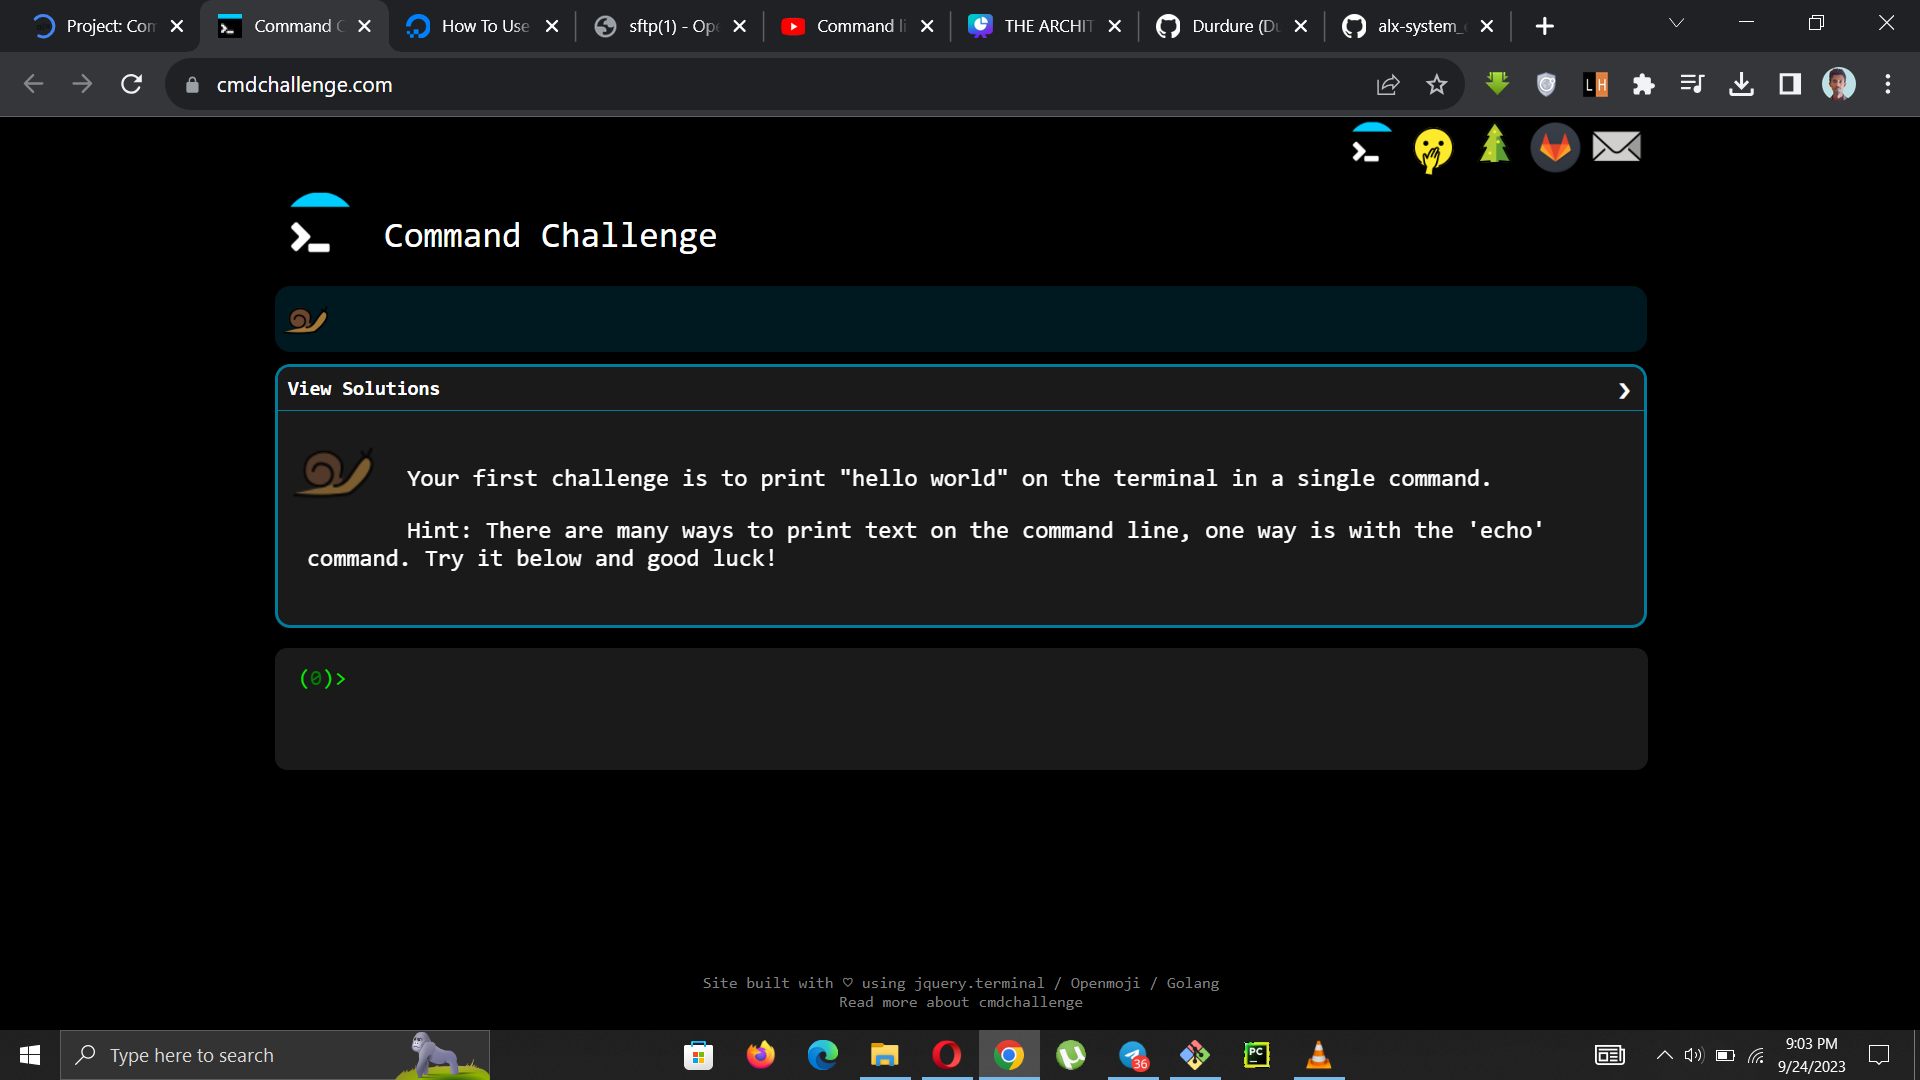 Project: Con
Command C
How To Use
sftp(1) - Ope
Command li
THE ARCHIT
Durdure (Du
alx-system_
cmdchallenge.com
L H
Command Challenge
View Solutions
Your first challenge is to print "hello world" on the terminal in a single command.
Hint: There are many ways to print text on the command line, one way is with the 'echo'
command. Try it below and good luck!
(0)>
Site built with ♡ using jquery.terminal / Openmoji / Golang
Read more about cmdchallenge
Type here to search
36
PC
9:03 PM
9/24/2023